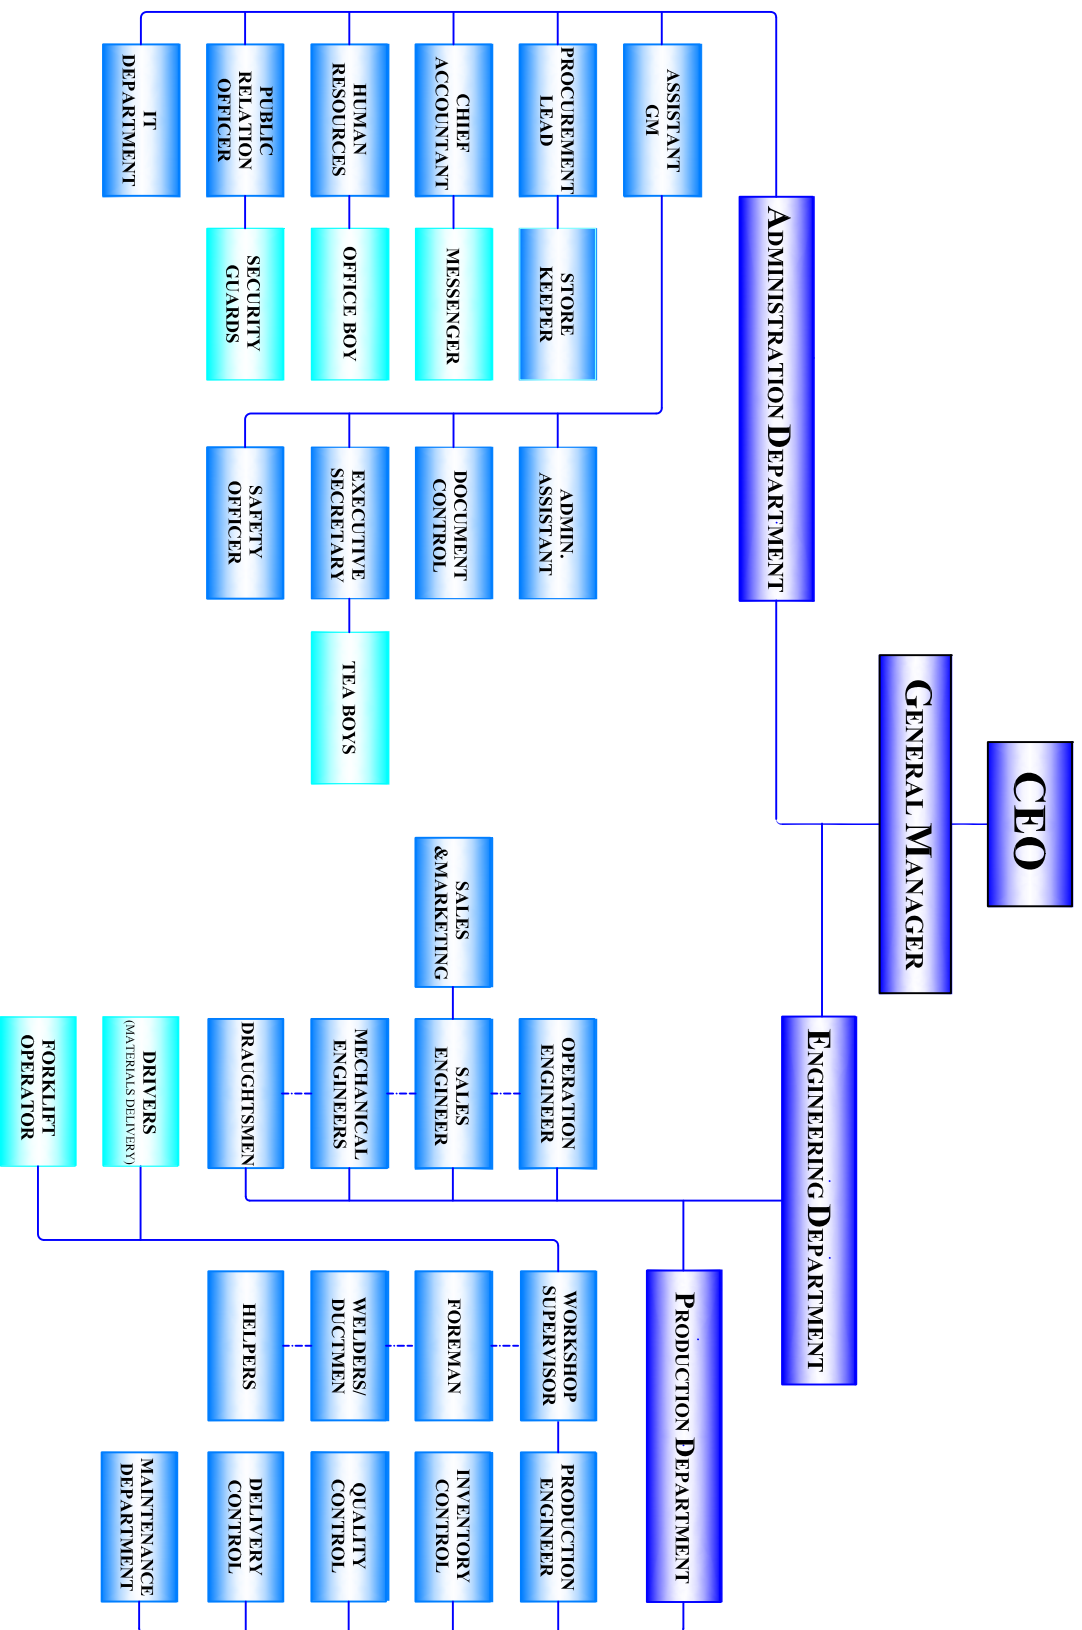 CEO
GENERAL MANAGER
ADMINISTRATION DEPARTMENT
ENGINEERING DEPARTMENT
PRODUCTION DEPARTMENT
ASSISTANT
GM
PROCUREMENT
LEAD
CHIEF
ACCOUNTANT
HUMAN
RESOURCES
PUBLIC
RELATION
OFFICER
IT
DEPARTMENT
STORE
KEEPER
MESSENGER
OFFICE BOY
SECURITY
GUARDS
ADMIN.
ASSISTANT
DOCUMENT
CONTROL
EXECUTIVE
SECRETARY
SAFETY
OFFICER
TEA BOYS
SALES
&MARKETING
OPERATION
ENGINEER
SALES
ENGINEER
MECHANICAL
ENGINEERS
DRAUGHTSMEN
DRIVERS
(MATERIALS DELIVERY)
FORKLIFT
OPERATOR
WORKSHOP
SUPERVISOR
FOREMAN
WELDERS/
DUCTMEN
HELPERS
PRODUCTION
ENGINEER
INVENTORY
CONTROL
QUALITY
CONTROL
DELIVERY
CONTROL
MAINTENANCE
DEPARTMENT